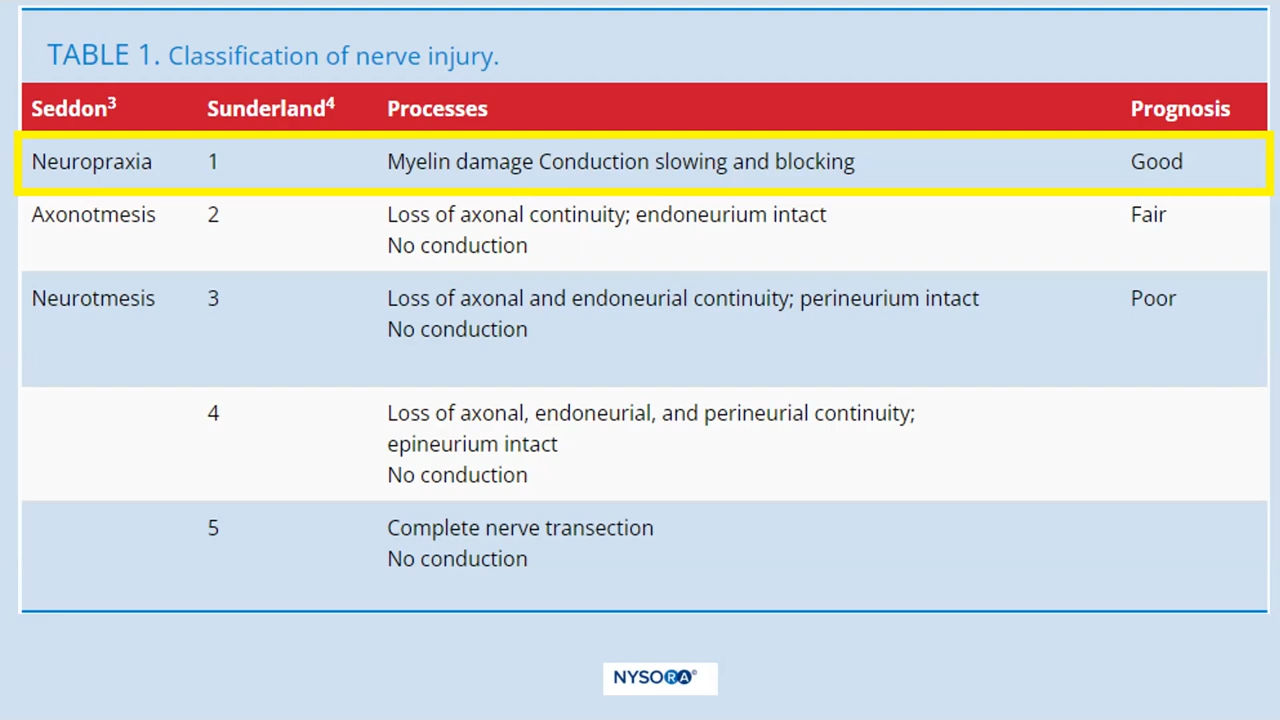 TABLE 1. Classification of nerve injury.
Seddon3 Sunderland4 Processes Prognosis
Neuropraxia 1 Myelin damage Conduction slowing and blocking Good
Axonotmesis 2 Loss of axonal continuity; endoneurium intact Fair
No conduction
Neurotmesis 3 Loss of axonal and endoneurial continuity; perineurium intact Poor
No conduction
4 Loss of axonal, endoneurial, and perineurial continuity;
epineurium intact
No conduction
5 Complete nerve transection
No conduction
NYSORA©